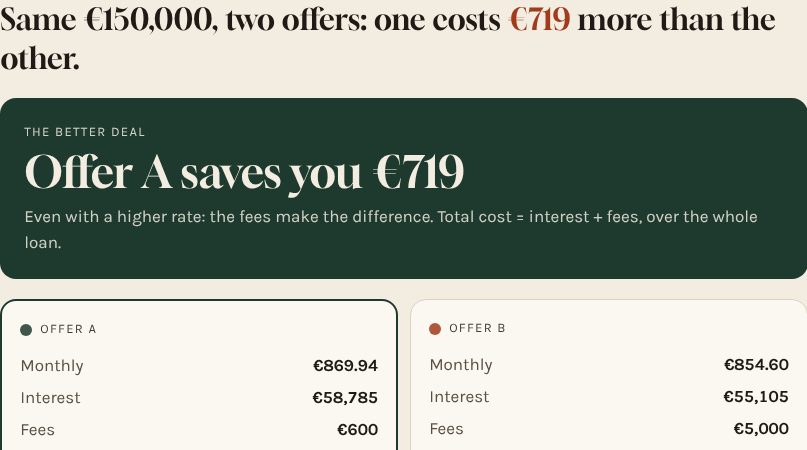 Same €150,000, two offers: one costs €719 more than the
other.
THE BETTER DEAL
Offer A saves you €719
Even with a higher rate: the fees make the difference. Total cost = interest + fees, over the whole
loan.
OFFER A
Monthly €869.94
Interest €58,785
Fees €600
OFFER B
Monthly €854.60
Interest €55,105
Fees €5,000